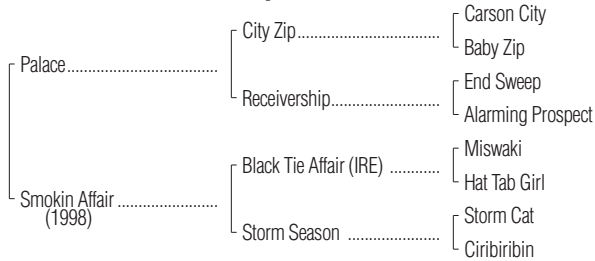 Carson City
City Zip..................................
Baby Zip
Palace...................................
End Sweep
Receivership..........................
Alarming Prospect
Miswaki
Black Tie Affair (IRE) ............
Hat Tab Girl
Smokin Affair .......................
(1998)
Storm Cat
Storm Season ......................
Ciribiribin